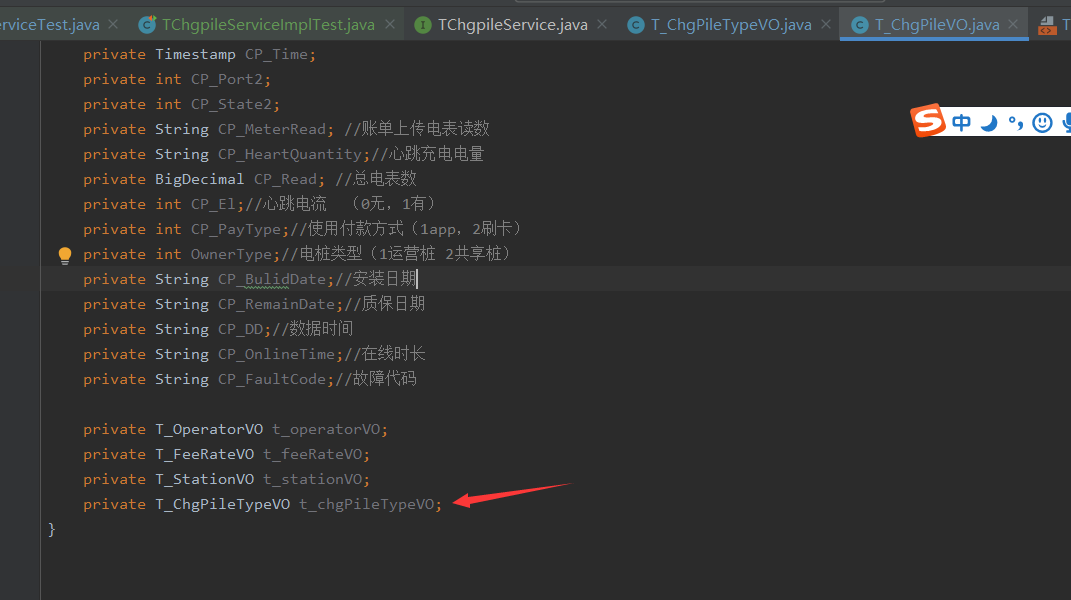 rviceTest.java TChgpileServiceImplTest.java TChgpileService.java T_ChgPileTypeVO.java T_ChgPileVO.java T
private Timestamp CP_Time;
private int CP_Port2;
private int CP_State2;
private String CP_MeterRead; //账单上传电表读数
private String CP_HeartQuantity;//心跳充电电量
private BigDecimal CP_Read; //总电表数
private int CP_El;//心跳电流 （0无，1有）
private int CP_PayType;//使用付款方式（1app，2刷卡）
private int OwnerType;//电桩类型（1运营桩 2共享桩）
private String CP_BulidDate;//安装日期
private String CP_RemainDate;//质保日期
private String CP_DD;//数据时间
private String CP_OnlineTime;//在线时长
private String CP_FaultCode;//故障代码
private T_OperatorVO t_operatorVO;
private T_FeeRateVO t_feeRateVO;
private T_StationVO t_stationVO;
private T_ChgPileTypeVO t_chgPileTypeVO;
}
S中